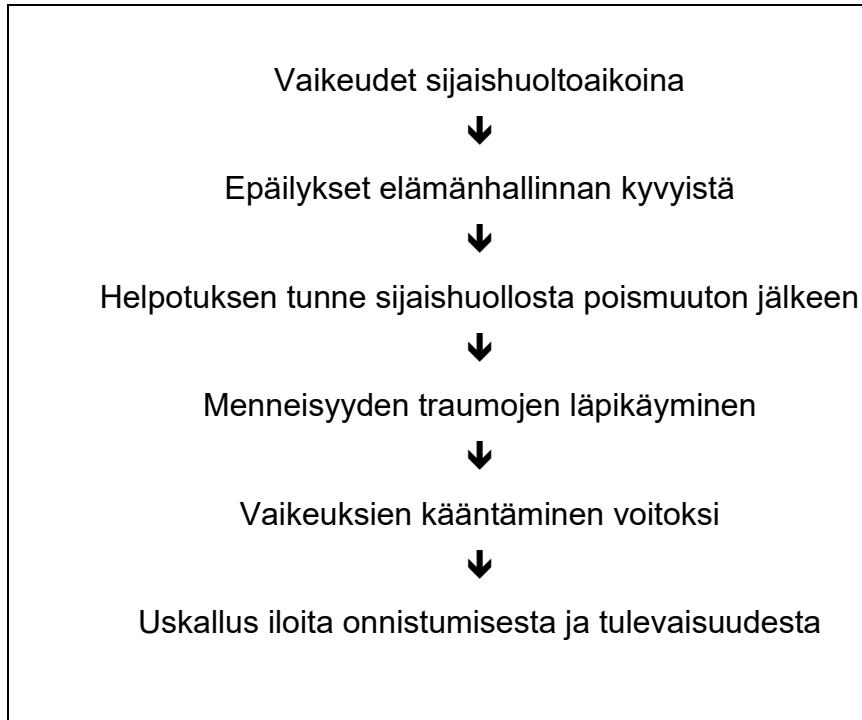 Vaikeudet sijaishuoltoaikoina
🡳
Epäilykset elämänhallinnan kyvyistä
🡳
Helpotuksen tunne sijaishuollosta poismuuton jälkeen
🡳
Menneisyyden traumojen läpikäyminen
🡳
Vaikeuksien kääntäminen voitoksi
🡳
Uskallus iloita onnistumisesta ja tulevaisuudesta